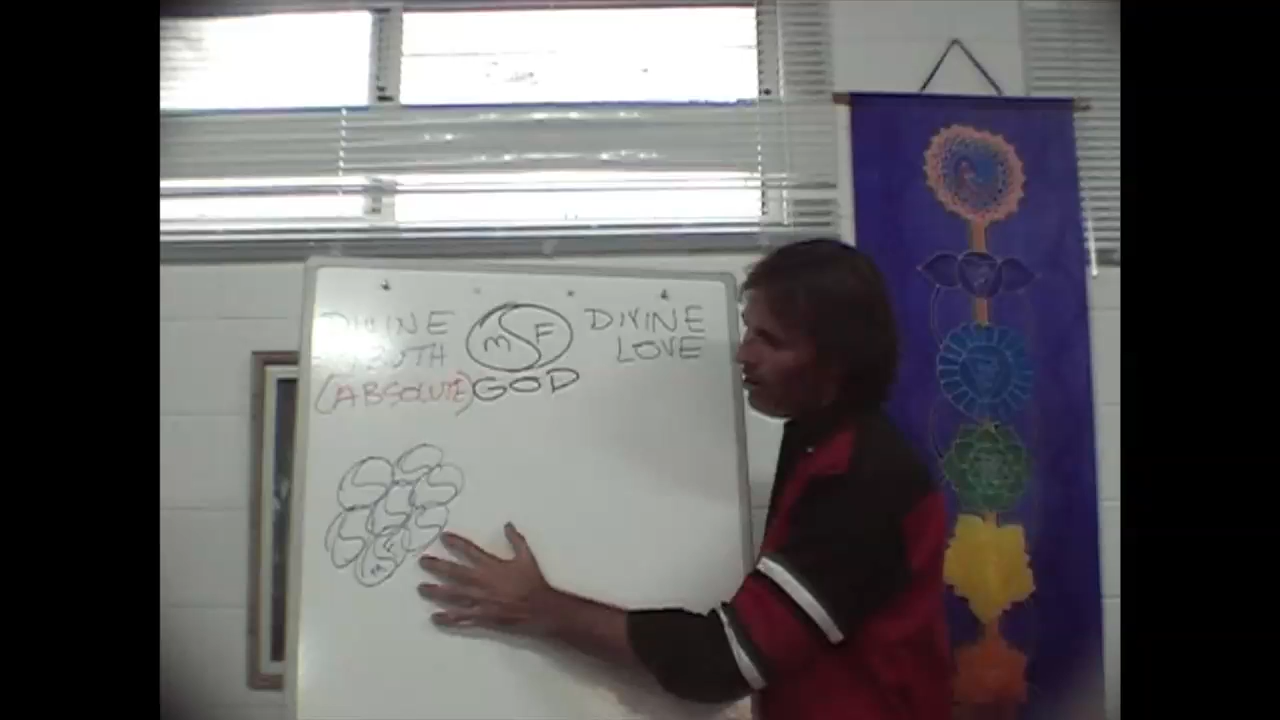 DIVINE
TRUTH
(ABSOLUTE)
M F
GOD
DIVINE
LOVE
M F